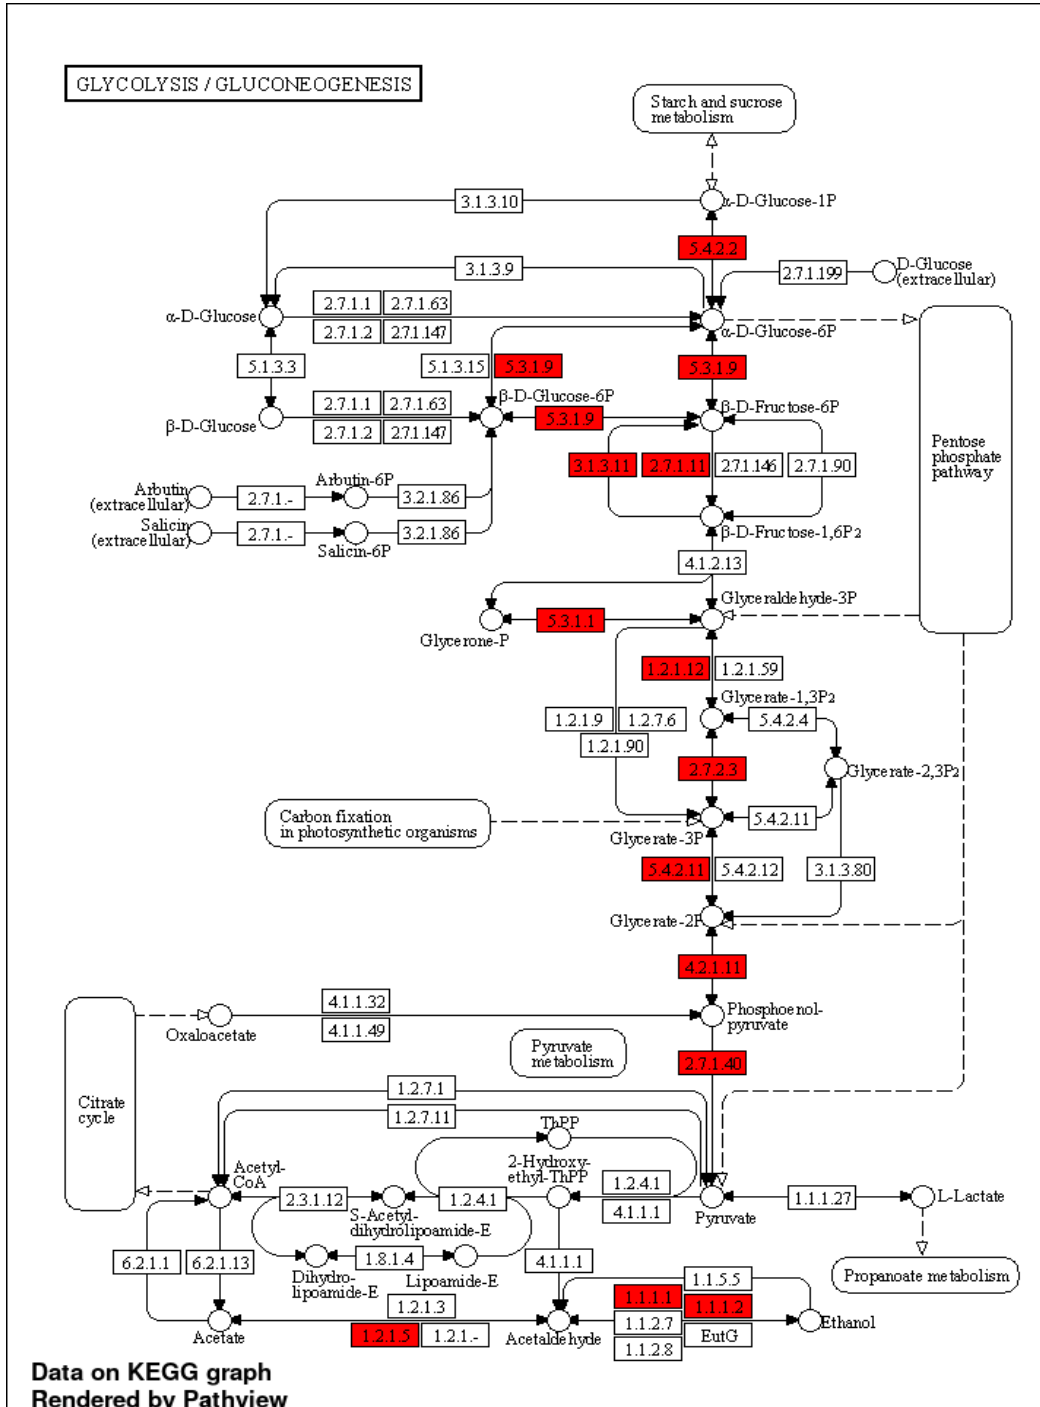 GLYCOLYSIS / GLUCONEOGENESIS
Starch and sucrose
metabolism
3.1.3.10
α-D-Glucose-1P
5.4.2.2
3.1.3.9
2.7.1.199
D-Glucose
(extracellular)
α-D-Glucose
2.7.1.1
2.7.1.63
2.7.1.2
2.7.1.147
α-D-Glucose-6P
5.1.3.3
5.1.3.15
5.3.1.9
5.3.1.9
β-D-Glucose
2.7.1.1
2.7.1.63
2.7.1.2
2.7.1.147
β-D-Glucose-6P
5.3.1.9
β-D-Fructose-6P
Pentose
phosphate
pathway
3.1.3.11
2.7.1.11
2.7.1.146
2.7.1.90
Arbutin
(extracellular)
2.7.1.-
Arbutin-6P
3.2.1.86
Salicin
(extracellular)
2.7.1.-
Salicin-6P
3.2.1.86
β-D-Fructose-1,6P2
4.1.2.13
Glyceraldehyde-3P
Glycerone-P
5.3.1.1
1.2.1.12
1.2.1.59
Glycerate-1,3P2
1.2.1.9
1.2.7.6
1.2.1.90
5.4.2.4
2.7.2.3
Glycerate-2,3P2
Carbon fixation
in photosynthetic organisms
Glycerate-3P
5.4.2.11
5.4.2.11
5.4.2.12
3.1.3.80
Glycerate-2P
4.2.1.11
4.1.1.32
4.1.1.49
Oxaloacetate
Phosphoenol-
pyruvate
Pyruvate
metabolism
2.7.1.40
Citrate
cycle
1.2.7.1
1.2.7.11
ThPP
2-Hydroxy-
ethyl-ThPP
Acetyl-
CoA
2.3.1.12
S-Acetyl-
dihydrolipoamide-E
1.2.4.1
1.2.4.1
4.1.1.1
Pyruvate
1.1.1.27
L-Lactate
6.2.1.1
6.2.1.13
Dihydro-
lipoamide-E
1.8.1.4
Lipoamide-E
4.1.1.1
Propanoate metabolism
1.1.5.5
1.1.1.1
1.1.1.2
1.1.2.7
EutG
1.1.2.8
Ethanol
Acetate
1.2.1.3
1.2.1.5
1.2.1.-
Acetaldehyde
Data on KEGG graph
Rendered by Pathview